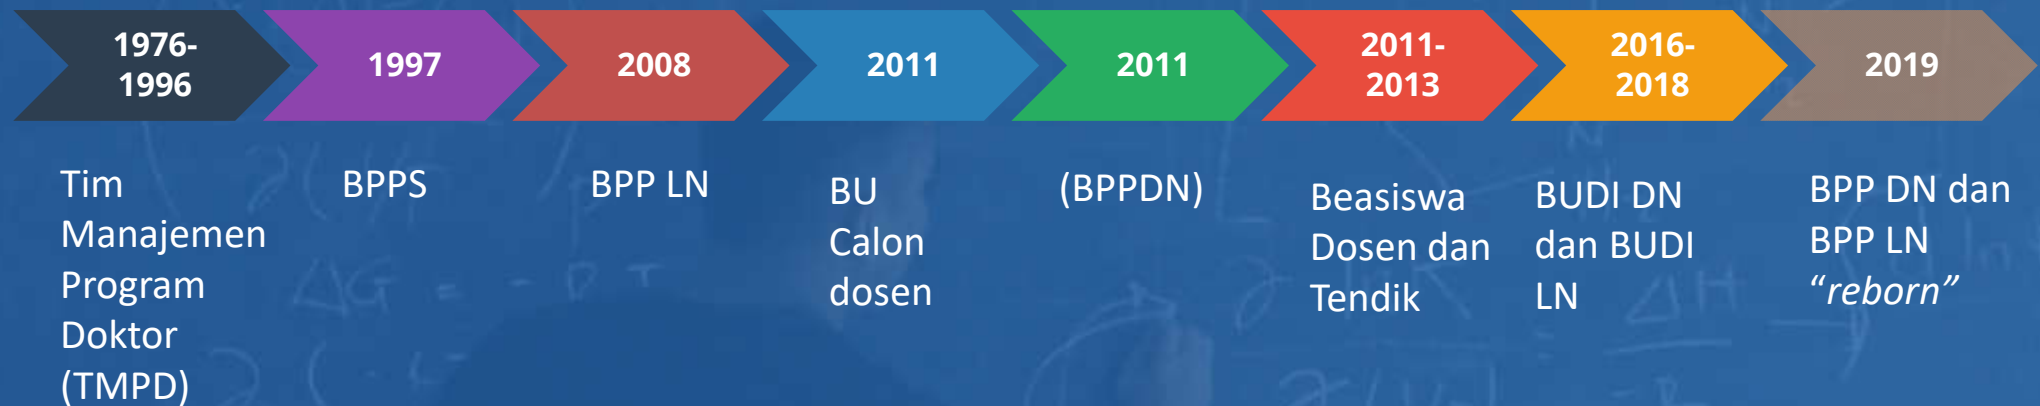 1976-
1996
1997
2008
2011
2011
2011-
2013
2016-
2018
2019
Tim
Manajemen
Program
Doktor
(TMPD)
BPPS
BPP LN
BU
Calon
dosen
(BPPDN)
Beasiswa
Dosen dan
Tendik
BUDI DN
dan BUDI
LN
BPP DN dan
BPP LN
“reborn”